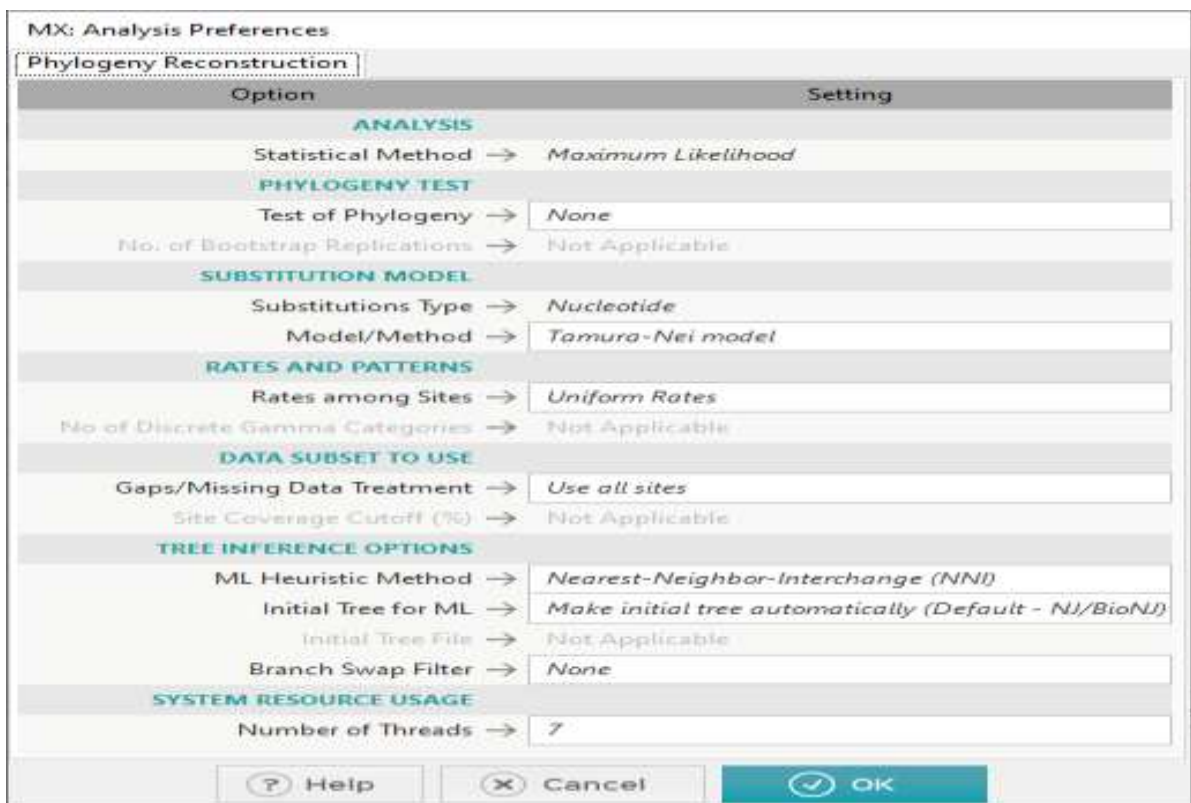 MX: Analysis Preferences
Phylogeny Reconstruction
Option Setting
ANALYSIS
Statistical Method → Maximum Likelihood
PHYLOGENY TEST
Test of Phylogeny → None
No. of Bootstrap Replications → Not Applicable
SUBSTITUTION MODEL
Substitutions Type → Nucleotide
Model/Method → Tamura-Nei model
RATES AND PATTERNS
Rates among Sites → Uniform Rates
No of Discrete Gamma Categories → Not Applicable
DATA SUBSET TO USE
Gaps/Missing Data Treatment → Use all sites
Site Coverage Cutoff (%) → Not Applicable
TREE INFERENCE OPTIONS
ML Heuristic Method → Nearest-Neighbor-Interchange (NNI)
Initial Tree for ML → Make initial tree automatically (Default - NJ/BioNJ)
Initial Tree File → Not Applicable
Branch Swap Filter → None
SYSTEM RESOURCE USAGE
Number of Threads → 7
? Help Cancel OK